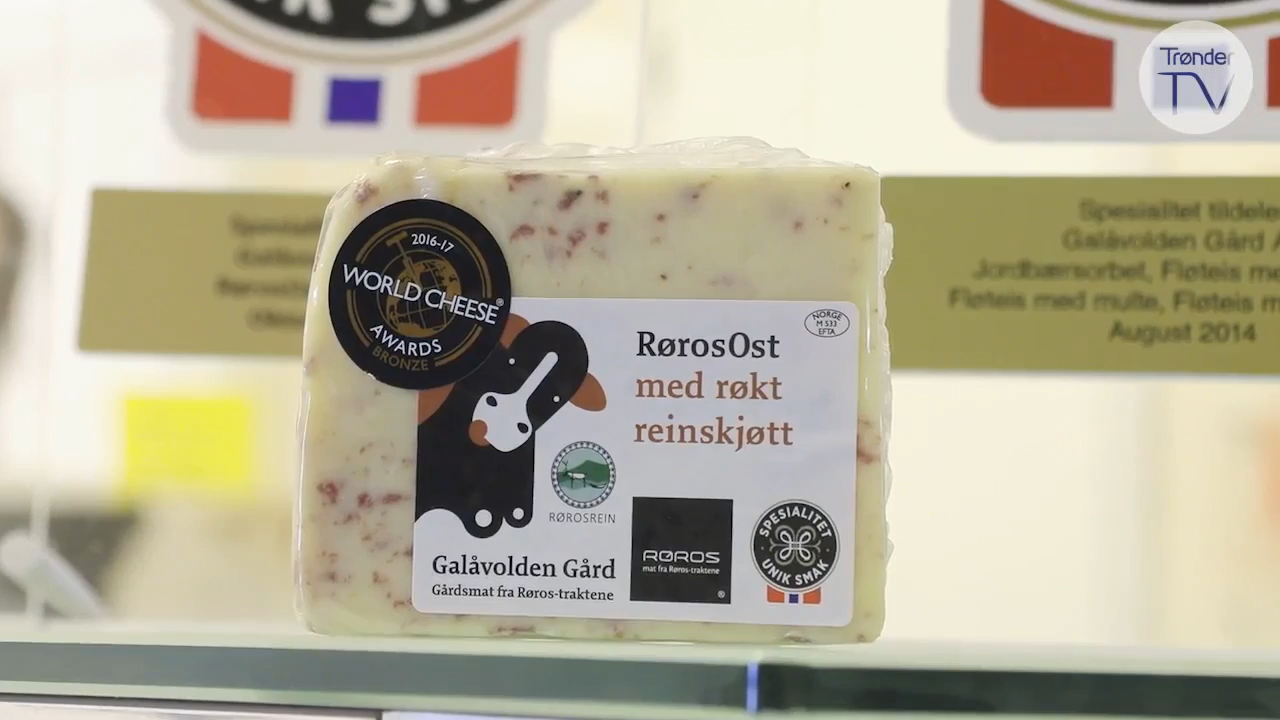 Trønder
TV
Spesialitet tildele
Galåvolden Gård A
Jordbærsorbet, Fløteis me
Fløteis med multe, Fløteis m
August 2014
2016-17
WORLD CHEESE®
AWARDS
BRONZE
NORGE
M 533
EFTA
RørosOst
med røkt
reinskjøtt
RØROSREIN
RØROS
mat fra Røros-traktene
®
SPESIALITET
UNIK SMAK
Galåvolden Gård
Gårdsmat fra Røros-traktene